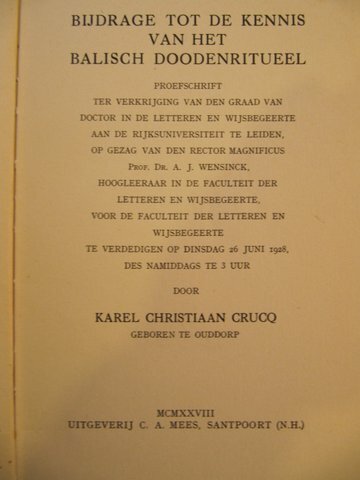 BIJDRAGE TOT DE KENNIS
VAN HET
BALISCH DOODENRITUEEL
PROEFSCHRIFT
TER VERKRIJGING VAN DEN GRAAD VAN
DOCTOR IN DE LETTEREN EN WIJSBEGEERTE
AAN DE RIJKSUNIVERSITEIT TE LEIDEN,
OP GEZAG VAN DEN RECTOR MAGNIFICUS
PROF. DR. A. J. WENSINCK,
HOOGLEERAAR IN DE FACULTEIT DER
LETTEREN EN WIJSBEGEERTE,
VOOR DE FACULTEIT DER LETTEREN EN
WIJSBEGEERTE
TE VERDEDIGEN OP DINSDAG 26 JUNI 1928,
DES NAMIDDAGS TE 3 UUR
DOOR
KAREL CHRISTIAAN CRUCQ
GEBOREN TE OUDDORP
MCMXXVIII
UITGEVERIJ C. A. MEES, SANTPOORT (N.H.)